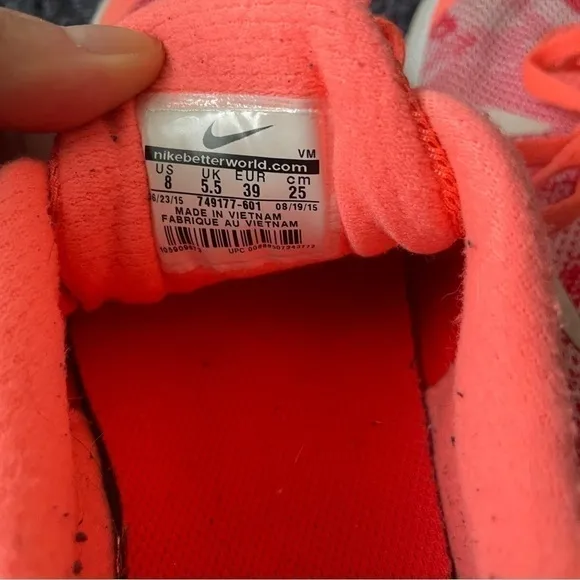 nikebetterworld.com VM
US UK EUR cm
8 5.5 39 25
749177-601 08/19/15
MADE IN VIETNAM
FABRIQUE AU VIETNAM
UPC